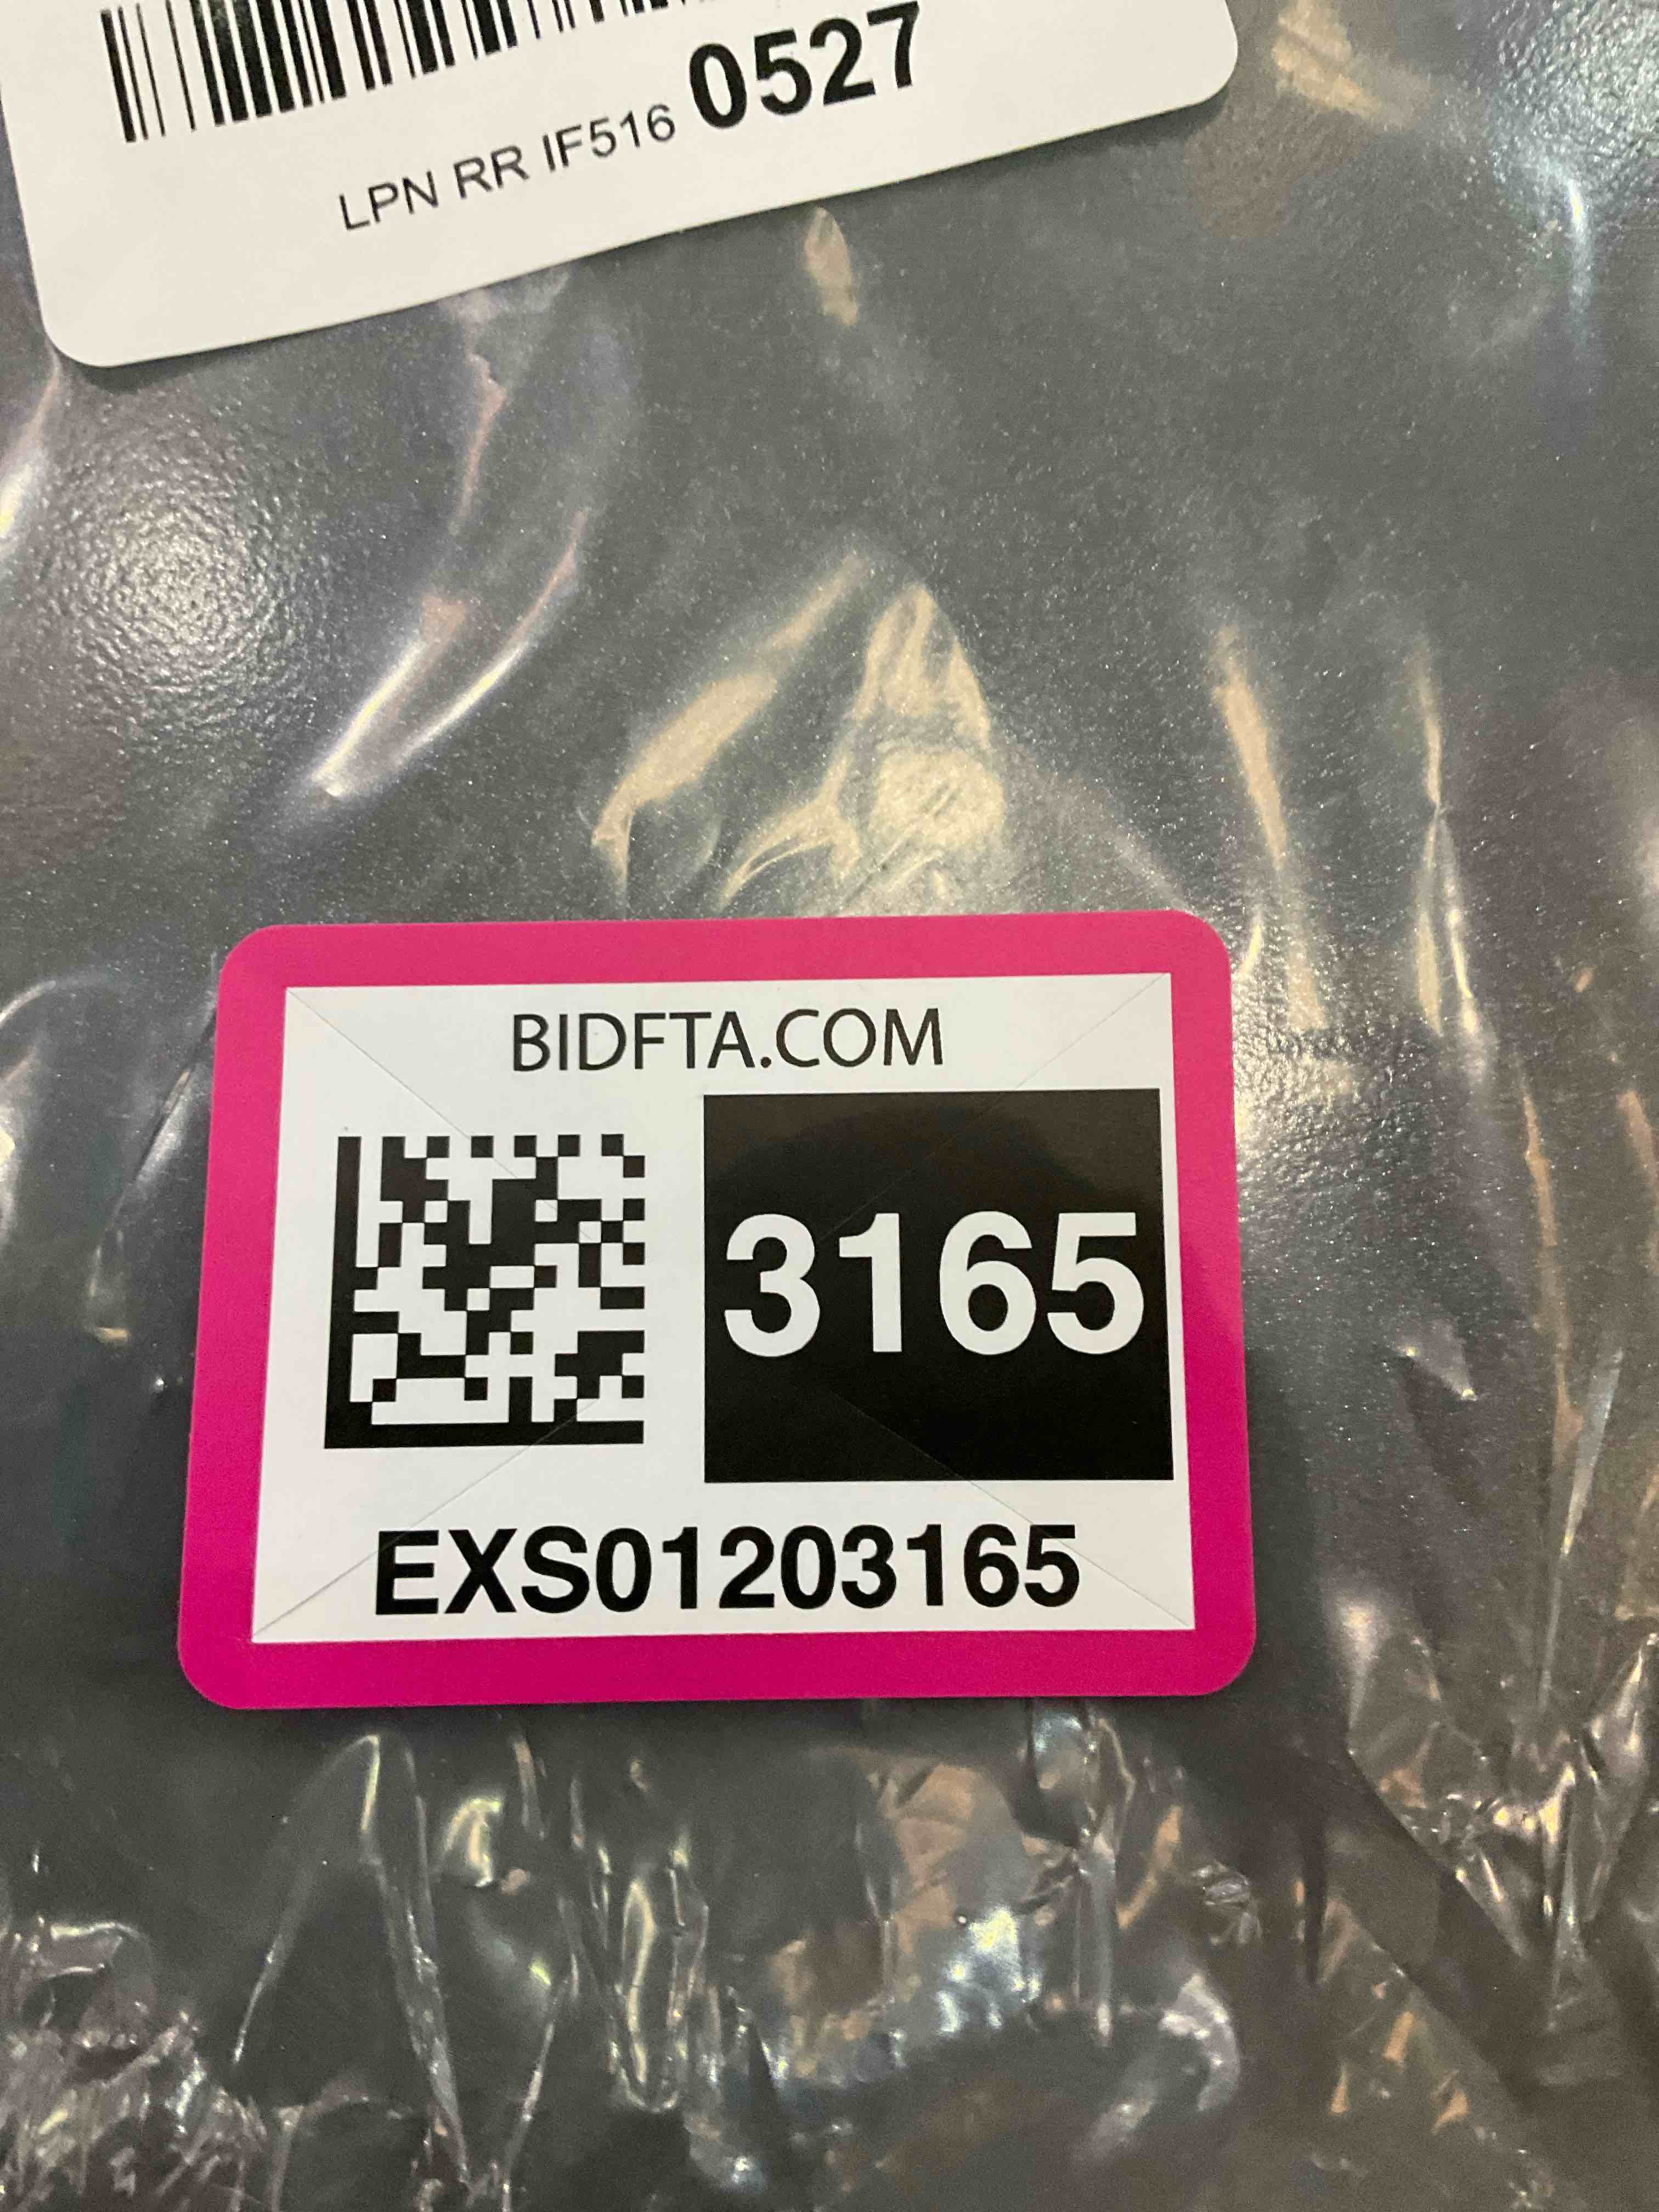 LPN RR IF516 0527
BIDFTA.COM
3165
EXS01203165